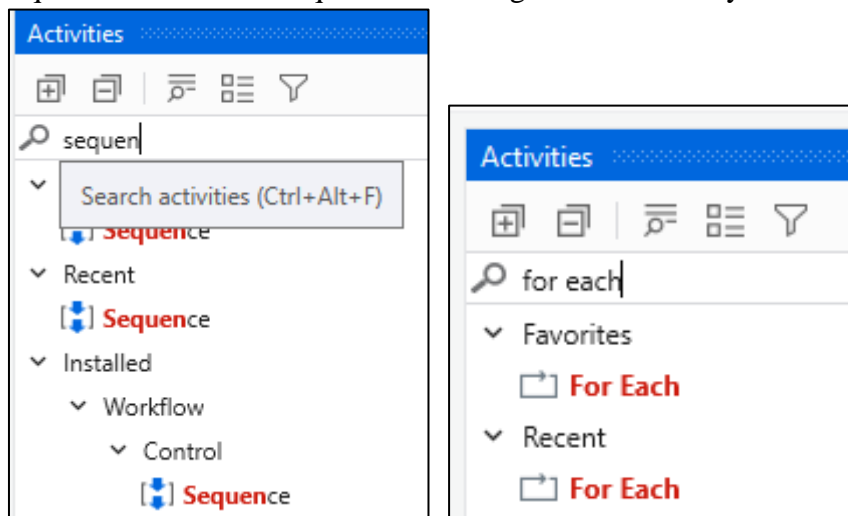 Activities
sequen
Search activities (Ctrl+Alt+F)
Sequence
Recent
Sequence
Installed
Workflow
Control
Sequence
Activities
for each
Favorites
For Each
Recent
For Each